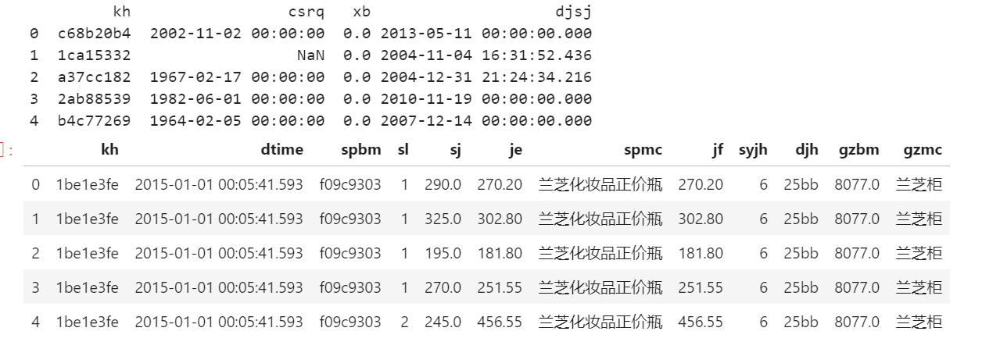 kh csrq xb djsj
0 c68b20b4 2002-11-02 00:00:00 0.0 2013-05-11 00:00:00.000
1 1ca15332 NaN 0.0 2004-11-04 16:31:52.436
2 a37cc182 1967-02-17 00:00:00 0.0 2004-12-31 21:24:34.216
3 2ab88539 1982-06-01 00:00:00 0.0 2010-11-19 00:00:00.000
4 b4c77269 1964-02-05 00:00:00 0.0 2007-12-14 00:00:00.000
]: kh dtime spbm sl sj je spmc jf syjh djh gzbm gzmc
0 1be1e3fe 2015-01-01 00:05:41.593 f09c9303 1 290.0 270.20 兰芝化妆品正价瓶 270.20 6 25bb 8077.0 兰芝柜
1 1be1e3fe 2015-01-01 00:05:41.593 f09c9303 1 325.0 302.80 兰芝化妆品正价瓶 302.80 6 25bb 8077.0 兰芝柜
2 1be1e3fe 2015-01-01 00:05:41.593 f09c9303 1 195.0 181.80 兰芝化妆品正价瓶 181.80 6 25bb 8077.0 兰芝柜
3 1be1e3fe 2015-01-01 00:05:41.593 f09c9303 1 270.0 251.55 兰芝化妆品正价瓶 251.55 6 25bb 8077.0 兰芝柜
4 1be1e3fe 2015-01-01 00:05:41.593 f09c9303 2 245.0 456.55 兰芝化妆品正价瓶 456.55 6 25bb 8077.0 兰芝柜